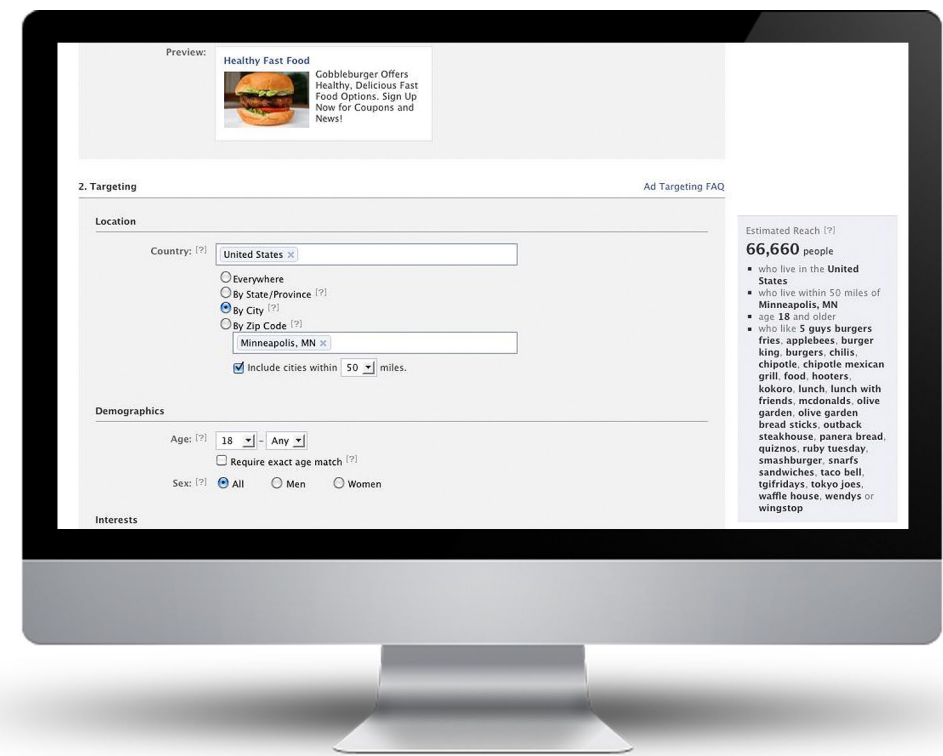 Preview:
Healthy Fast Food
Gobbleburger Offers
Healthy, Delicious Fast
Food Options. Sign Up
Now for Coupons and
News!
2. Targeting
Ad Targeting FAQ
Location
Country: [?]
United States ×
Everywhere
By State/Province [?]
By City [?]
By Zip Code [?]
Minneapolis, MN ×
Include cities within 50 miles.
Demographics
Age: [?] 18 – Any
Require exact age match [?]
Sex: [?] All Men Women
Interests
Estimated Reach [?]
66,660 people
who live in the United
States
who live within 50 miles of
Minneapolis, MN
age 18 and older
who like 5 guys burgers
fries, applebees, burger
king, burgers, chilis,
chipotle, chipotle mexican
grill, food, hooters,
kokoro, lunch, lunch with
friends, mcdonalds, olive
garden, olive garden
bread sticks, outback
steakhouse, panera bread,
quiznos, ruby tuesday,
smashburger, snarfs
sandwiches, taco bell,
tgifridays, tokyo joes,
waffle house, wendys or
wingstop